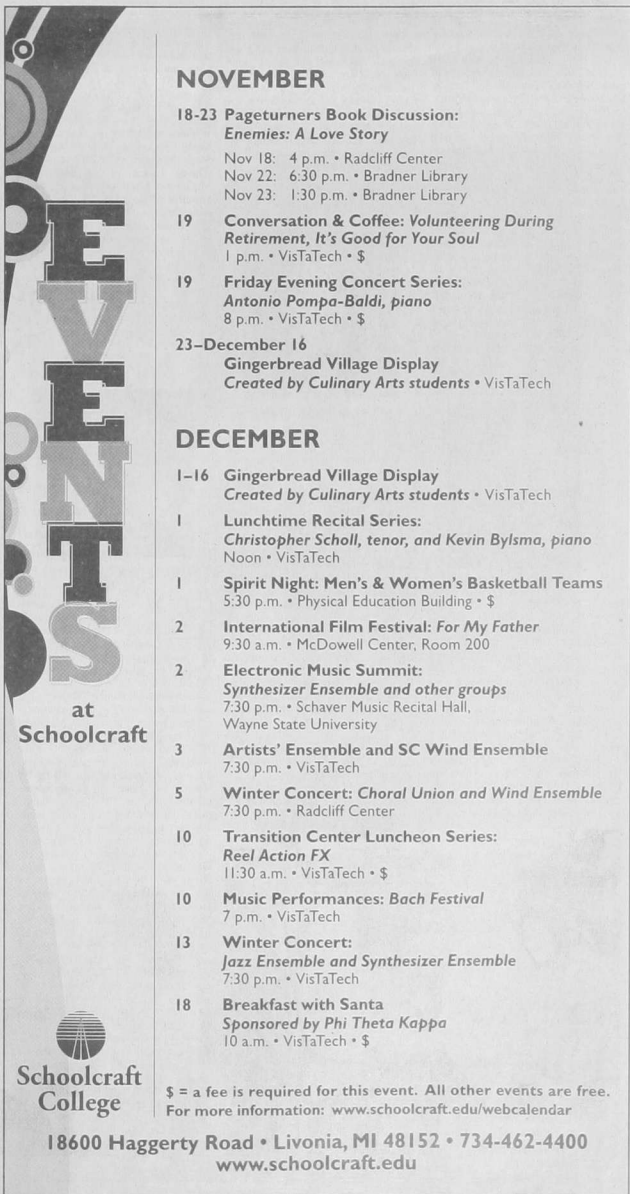 EVENTS
at
Schoolcraft
NOVEMBER
18-23 Pageturners Book Discussion:
Enemies: A Love Story
Nov 18: 4 p.m. • Radcliff Center
Nov 22: 6:30 p.m. • Bradner Library
Nov 23: 1:30 p.m. • Bradner Library
19 Conversation & Coffee: Volunteering During
Retirement, It's Good for Your Soul
1 p.m. • VisTaTech • $
19 Friday Evening Concert Series:
Antonio Pompa-Baldi, piano
8 p.m. • VisTaTech • $
23–December 16
Gingerbread Village Display
Created by Culinary Arts students • VisTaTech
DECEMBER
1–16 Gingerbread Village Display
Created by Culinary Arts students • VisTaTech
1 Lunchtime Recital Series:
Christopher Scholl, tenor, and Kevin Bylsma, piano
Noon • VisTaTech
1 Spirit Night: Men's & Women's Basketball Teams
5:30 p.m. • Physical Education Building • $
2 International Film Festival: For My Father
9:30 a.m. • McDowell Center, Room 200
2 Electronic Music Summit:
Synthesizer Ensemble and other groups
7:30 p.m. • Schaver Music Recital Hall,
Wayne State University
3 Artists' Ensemble and SC Wind Ensemble
7:30 p.m. • VisTaTech
5 Winter Concert: Choral Union and Wind Ensemble
7:30 p.m. • Radcliff Center
10 Transition Center Luncheon Series:
Reel Action FX
11:30 a.m. • VisTaTech • $
10 Music Performances: Bach Festival
7 p.m. • VisTaTech
13 Winter Concert:
Jazz Ensemble and Synthesizer Ensemble
7:30 p.m. • VisTaTech
18 Breakfast with Santa
Sponsored by Phi Theta Kappa
10 a.m. • VisTaTech • $
Schoolcraft
College
$ = a fee is required for this event. All other events are free.
For more information: www.schoolcraft.edu/webcalendar
18600 Haggerty Road • Livonia, MI 48152 • 734-462-4400
www.schoolcraft.edu